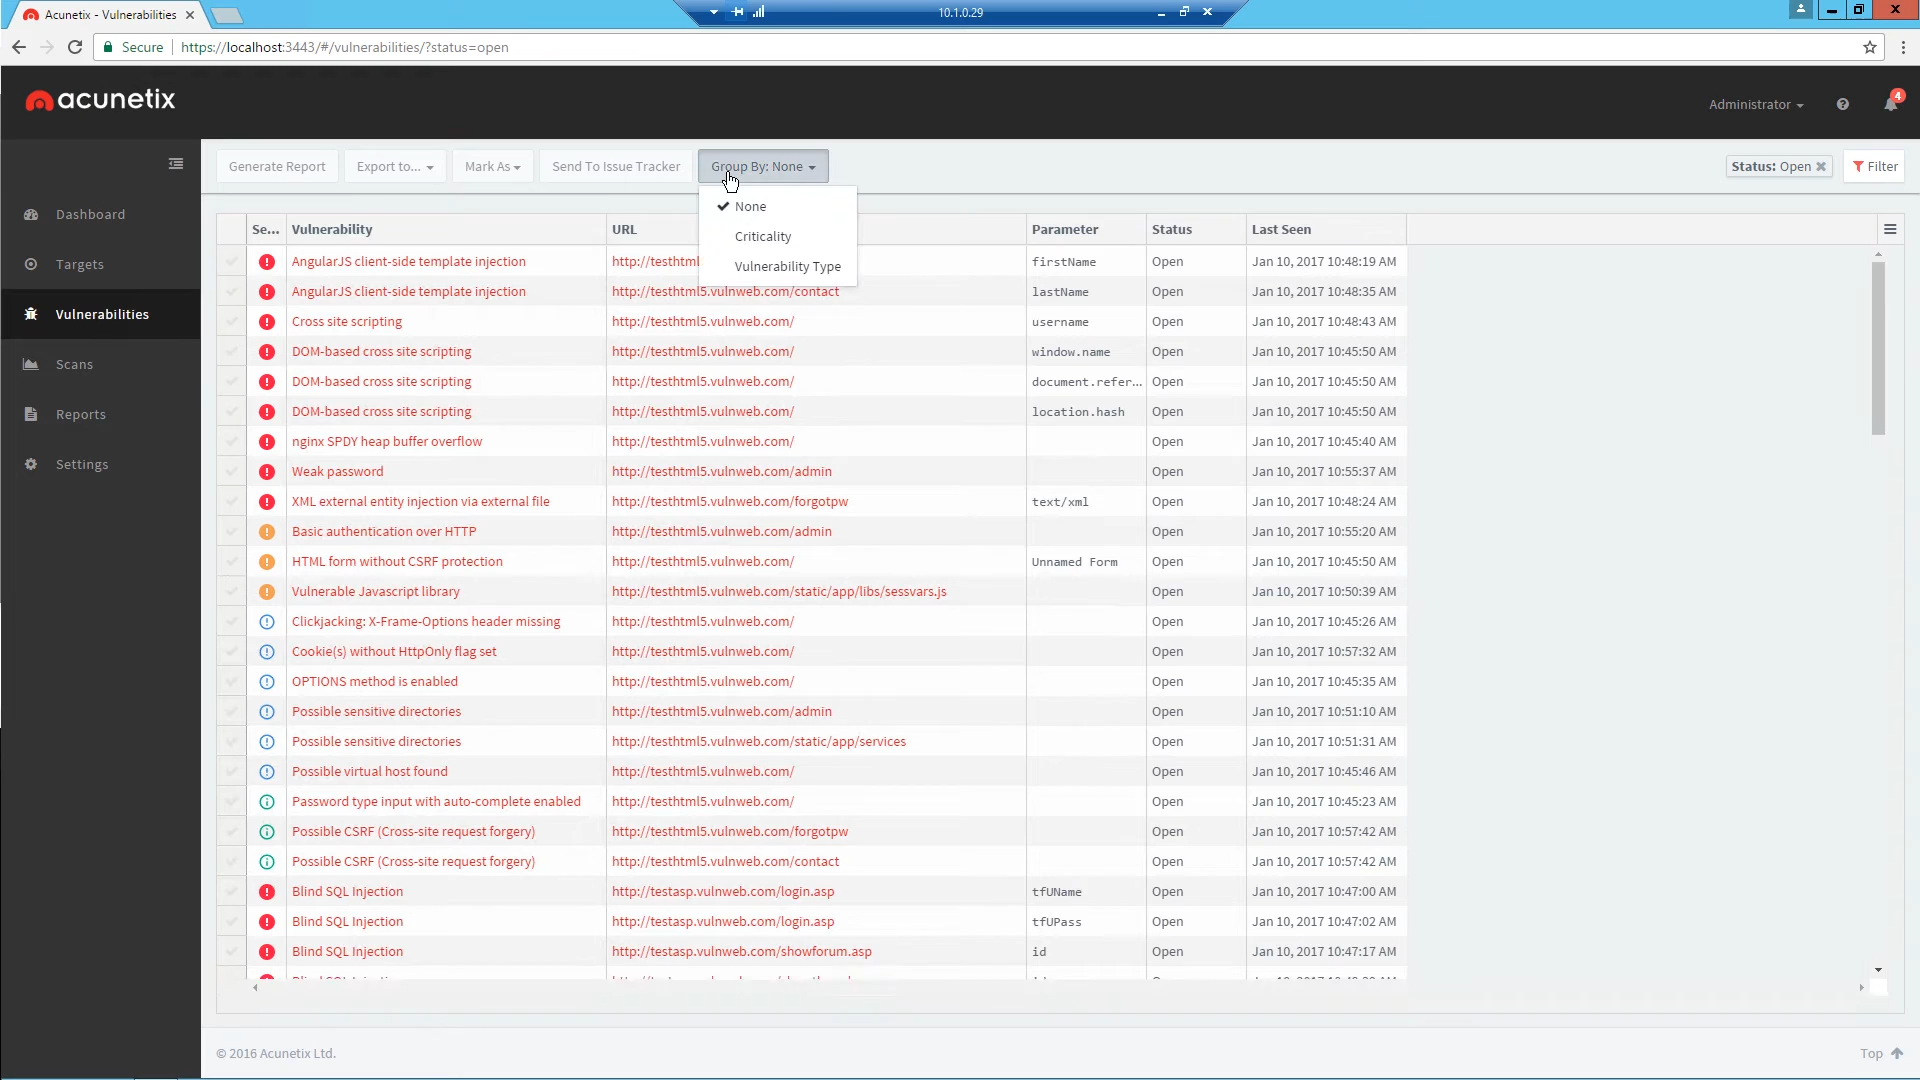 Acunetix - Vulnerabilities
10.1.0.29
Secure https://localhost:3443/#/vulnerabilities/?status=open
acunetix
Administrator
4
Generate Report Export to... Mark As Send To Issue Tracker Group By: None Status: Open Filter
None
Criticality
Vulnerability Type
Dashboard
Targets
Vulnerabilities
Scans
Reports
Settings
Se... Vulnerability URL Parameter Status Last Seen
AngularJS client-side template injection http://testhtml firstName Open Jan 10, 2017 10:48:19 AM
AngularJS client-side template injection http://testhtml5.vulnweb.com/contact lastName Open Jan 10, 2017 10:48:35 AM
Cross site scripting http://testhtml5.vulnweb.com/ username Open Jan 10, 2017 10:48:43 AM
DOM-based cross site scripting http://testhtml5.vulnweb.com/ window.name Open Jan 10, 2017 10:45:50 AM
DOM-based cross site scripting http://testhtml5.vulnweb.com/ document.refer... Open Jan 10, 2017 10:45:50 AM
DOM-based cross site scripting http://testhtml5.vulnweb.com/ location.hash Open Jan 10, 2017 10:45:50 AM
nginx SPDY heap buffer overflow http://testhtml5.vulnweb.com/ Open Jan 10, 2017 10:45:40 AM
Weak password http://testhtml5.vulnweb.com/admin Open Jan 10, 2017 10:55:37 AM
XML external entity injection via external file http://testhtml5.vulnweb.com/forgotpw text/xml Open Jan 10, 2017 10:48:24 AM
Basic authentication over HTTP http://testhtml5.vulnweb.com/admin Open Jan 10, 2017 10:55:20 AM
HTML form without CSRF protection http://testhtml5.vulnweb.com/ Unnamed Form Open Jan 10, 2017 10:45:50 AM
Vulnerable Javascript library http://testhtml5.vulnweb.com/static/app/libs/sessvars.js Open Jan 10, 2017 10:50:39 AM
Clickjacking: X-Frame-Options header missing http://testhtml5.vulnweb.com/ Open Jan 10, 2017 10:45:26 AM
Cookie(s) without HttpOnly flag set http://testhtml5.vulnweb.com/ Open Jan 10, 2017 10:57:32 AM
OPTIONS method is enabled http://testhtml5.vulnweb.com/ Open Jan 10, 2017 10:45:35 AM
Possible sensitive directories http://testhtml5.vulnweb.com/admin Open Jan 10, 2017 10:51:10 AM
Possible sensitive directories http://testhtml5.vulnweb.com/static/app/services Open Jan 10, 2017 10:51:31 AM
Possible virtual host found http://testhtml5.vulnweb.com/ Open Jan 10, 2017 10:45:46 AM
Password type input with auto-complete enabled http://testhtml5.vulnweb.com/ Open Jan 10, 2017 10:45:23 AM
Possible CSRF (Cross-site request forgery) http://testhtml5.vulnweb.com/forgotpw Open Jan 10, 2017 10:57:42 AM
Possible CSRF (Cross-site request forgery) http://testhtml5.vulnweb.com/contact Open Jan 10, 2017 10:57:42 AM
Blind SQL Injection http://testasp.vulnweb.com/login.asp tfUName Open Jan 10, 2017 10:47:00 AM
Blind SQL Injection http://testasp.vulnweb.com/login.asp tfUPass Open Jan 10, 2017 10:47:02 AM
Blind SQL Injection http://testasp.vulnweb.com/showforum.asp id Open Jan 10, 2017 10:47:17 AM
© 2016 Acunetix Ltd.
Top